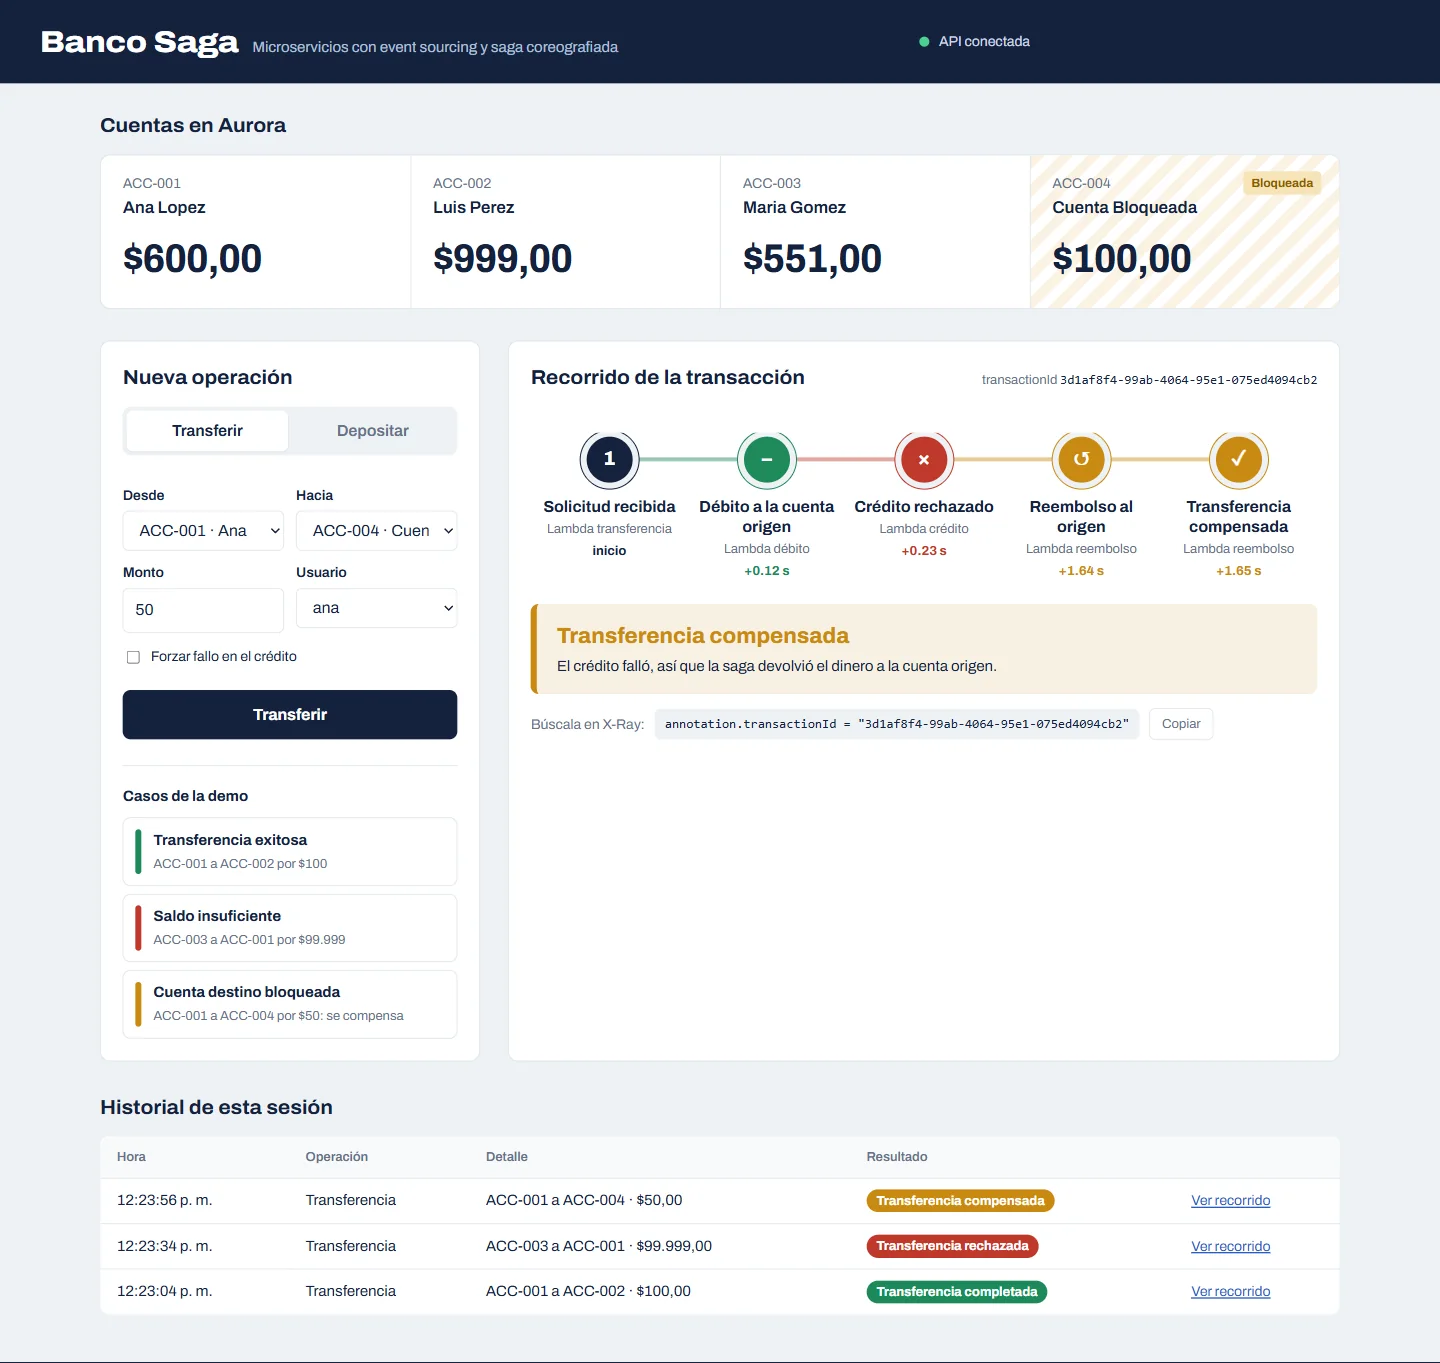 Banco Saga
Microservicios con event sourcing y saga coreografiada
API conectada
Cuentas en Aurora
ACC-001
Ana Lopez
$600,00
ACC-002
Luis Perez
$999,00
ACC-003
Maria Gomez
$551,00
ACC-004
Bloqueada
Cuenta Bloqueada
$100,00
Nueva operación
Transferir
Depositar
Desde
Hacia
ACC-001 · Ana
ACC-004 · Cuen
Monto
Usuario
50
ana
Forzar fallo en el crédito
Transferir
Casos de la demo
Transferencia exitosa
ACC-001 a ACC-002 por $100
Saldo insuficiente
ACC-003 a ACC-001 por $99.999
Cuenta destino bloqueada
ACC-001 a ACC-004 por $50: se compensa
Recorrido de la transacción
transactionId 3d1af8f4-99ab-4064-95e1-075ed4094cb2
1
Solicitud recibida
Lambda transferencia
inicio
–
Débito a la cuenta
origen
Lambda débito
+0.12 s
×
Crédito rechazado
Lambda crédito
+0.23 s
↺
Reembolso al
origen
Lambda reembolso
+1.64 s
✓
Transferencia
compensada
Lambda reembolso
+1.65 s
Transferencia compensada
El crédito falló, así que la saga devolvió el dinero a la cuenta origen.
Búscala en X-Ray: annotation.transactionId = "3d1af8f4-99ab-4064-95e1-075ed4094cb2" Copiar
Historial de esta sesión
Hora Operación Detalle Resultado
12:23:56 p. m. Transferencia ACC-001 a ACC-004 · $50,00 Transferencia compensada Ver recorrido
12:23:34 p. m. Transferencia ACC-003 a ACC-001 · $99.999,00 Transferencia rechazada Ver recorrido
12:23:04 p. m. Transferencia ACC-001 a ACC-002 · $100,00 Transferencia completada Ver recorrido